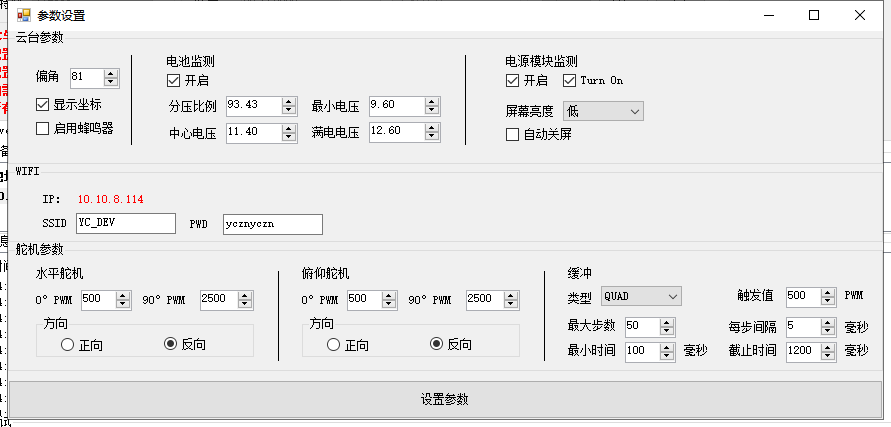 参数设置
云台参数
偏角 81
显示坐标
启用蜂鸣器
电池监测
开启
分压比例 93.43 最小电压 9.60
中心电压 11.40 满电电压 12.60
电源模块监测
开启 Turn On
屏幕亮度 低
自动关屏
WIFI
IP: 10.10.8.114
SSID YC_DEV PWD ycznyczn
舵机参数
水平舵机
0° PWM 500 90° PWM 2500
方向
正向 反向
俯仰舵机
0° PWM 500 90° PWM 2500
方向
正向 反向
缓冲
类型 QUAD 触发值 500 PWM
最大步数 50 每步间隔 5 毫秒
最小时间 100 毫秒 截止时间 1200 毫秒
设置参数